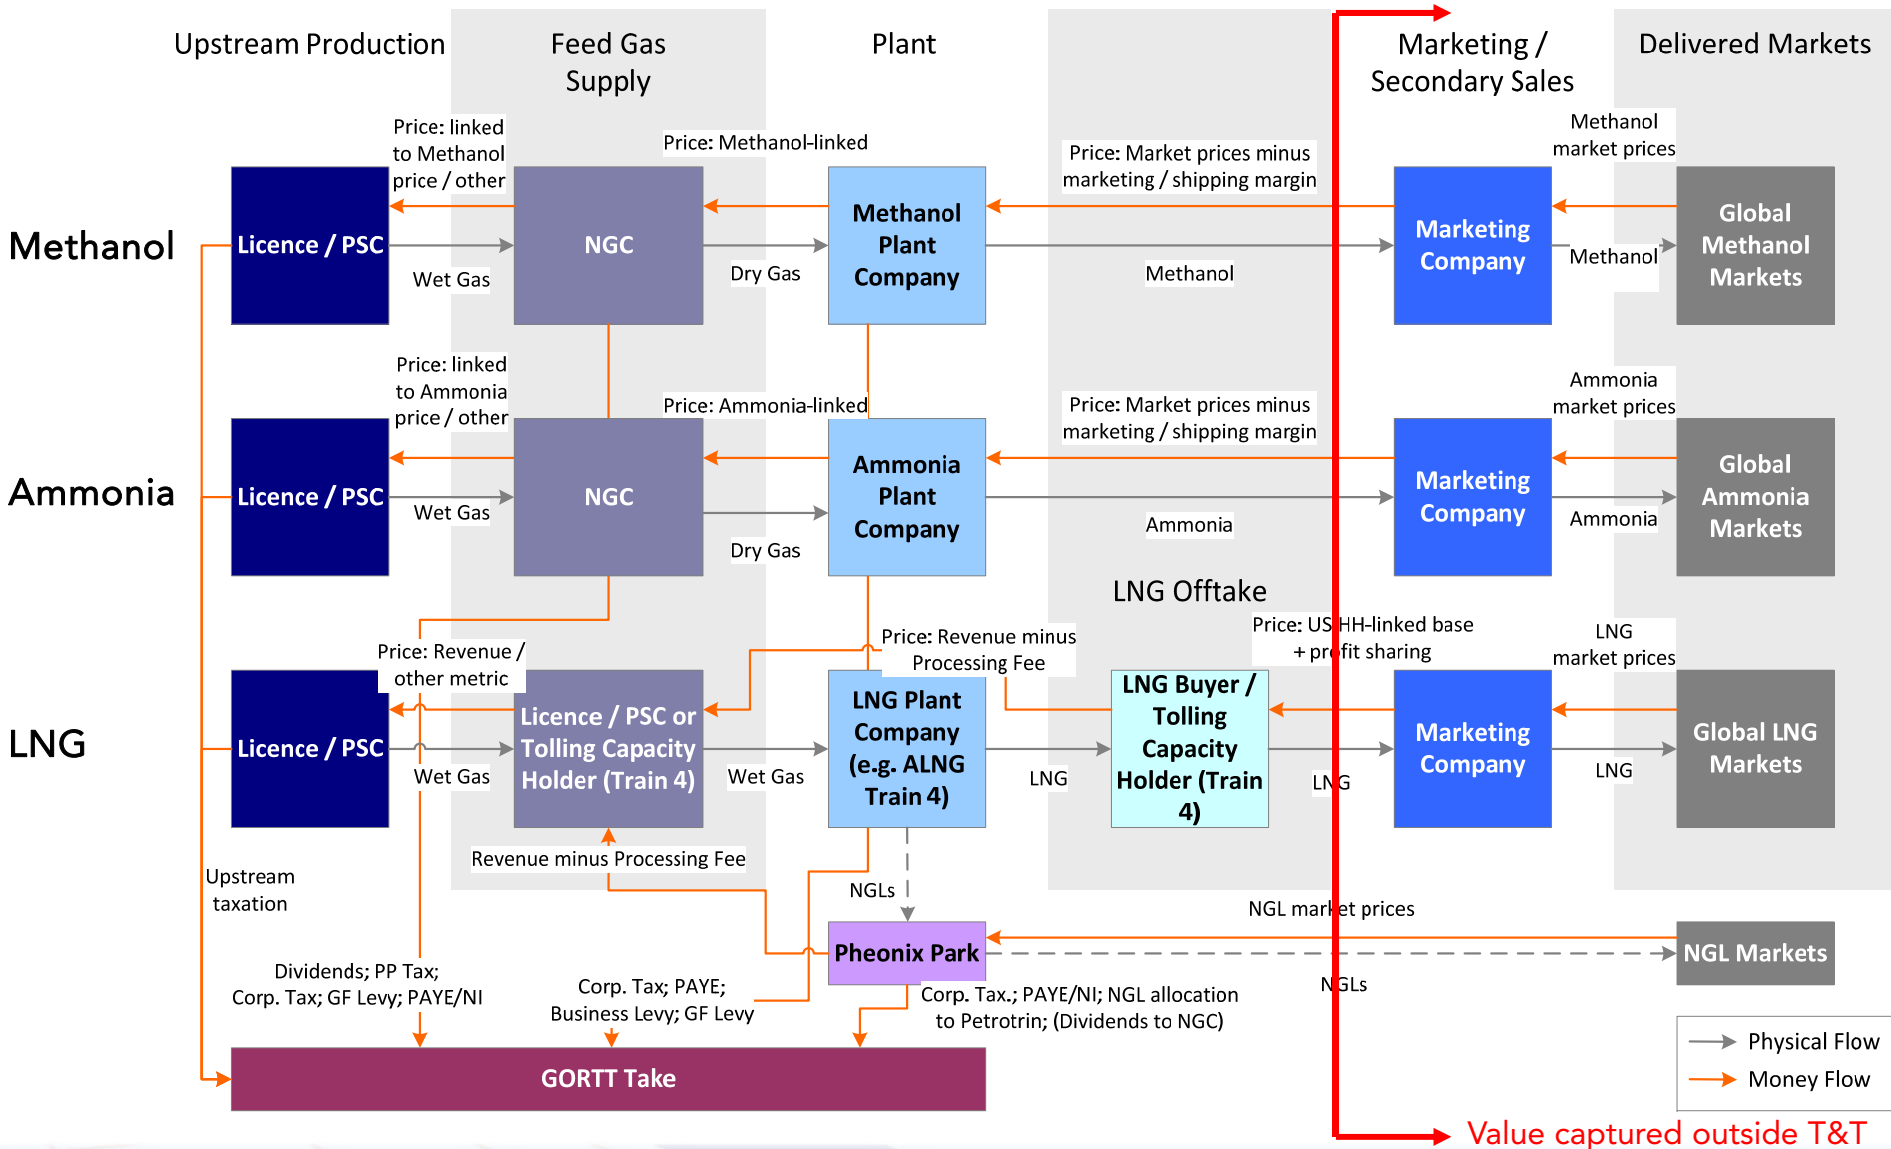 Upstream Production
Feed Gas
Supply
Plant
Marketing /
Secondary Sales
Delivered Markets
Methanol
Licence / PSC
Price: linked
to Methanol
price / other
Wet Gas
NGC
Price: Methanol-linked
Dry Gas
Methanol
Plant
Company
Price: Market prices minus
marketing / shipping margin
Methanol
Marketing
Company
Methanol
market prices
Methanol
Global
Methanol
Markets
Ammonia
Licence / PSC
Price: linked
to Ammonia
price / other
Wet Gas
NGC
Price: Ammonia-linked
Dry Gas
Ammonia
Plant
Company
Price: Market prices minus
marketing / shipping margin
Ammonia
Marketing
Company
Ammonia
market prices
Ammonia
Global
Ammonia
Markets
LNG Offtake
LNG
Licence / PSC
Price: Revenue /
other metric
Wet Gas
Licence / PSC or
Tolling Capacity
Holder (Train 4)
Wet Gas
LNG Plant
Company
(e.g. ALNG
Train 4)
Price: Revenue minus
Processing Fee
LNG
LNG Buyer /
Tolling
Capacity
Holder (Train
4)
Price: US HH-linked base
+ profit sharing
LNG
Marketing
Company
LNG
market prices
LNG
Global LNG
Markets
Revenue minus Processing Fee
Upstream
taxation
NGLs
Pheonix Park
NGL market prices
NGLs
NGL Markets
Dividends; PP Tax;
Corp. Tax; GF Levy; PAYE/NI
Corp. Tax; PAYE;
Business Levy; GF Levy
Corp. Tax.; PAYE/NI; NGL allocation
to Petrotrin; (Dividends to NGC)
GORTT Take
Physical Flow
Money Flow
Value captured outside T&T